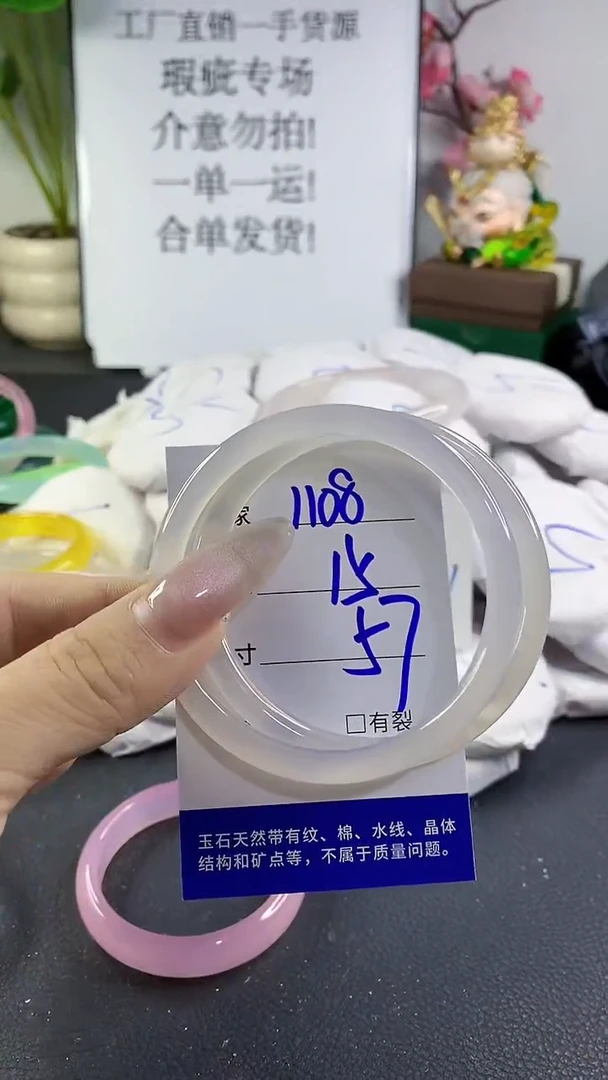 工厂直销一手货源
瑕疵专场
介意勿拍!
一单一运!
合单发货!
家 1108
15
寸 57
□有裂
玉石天然带有纹、棉、水线、晶体
结构和矿点等，不属于质量问题。